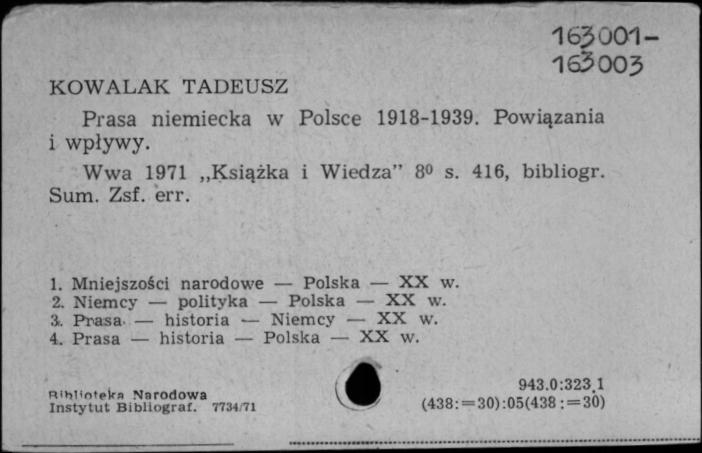 163001-
163003
KOWALAK TADEUSZ
Prasa niemiecka w Polsce 1918-1939. Powiązania
i wpływy.
Wwa 1971 „Książka i Wiedza” 8⁰ s. 416, bibliogr.
Sum. Zsf. err.
1. Mniejszości narodowe — Polska — XX w.
2. Niemcy — polityka — Polska — XX w.
3. Prasa — historia — Niemcy — XX w.
4. Prasa — historia — Polska — XX w.
Biblioteka Narodowa
Instytut Bibliograf. 7734/71
943.0:323.1
(438:=30):05(438:=30)